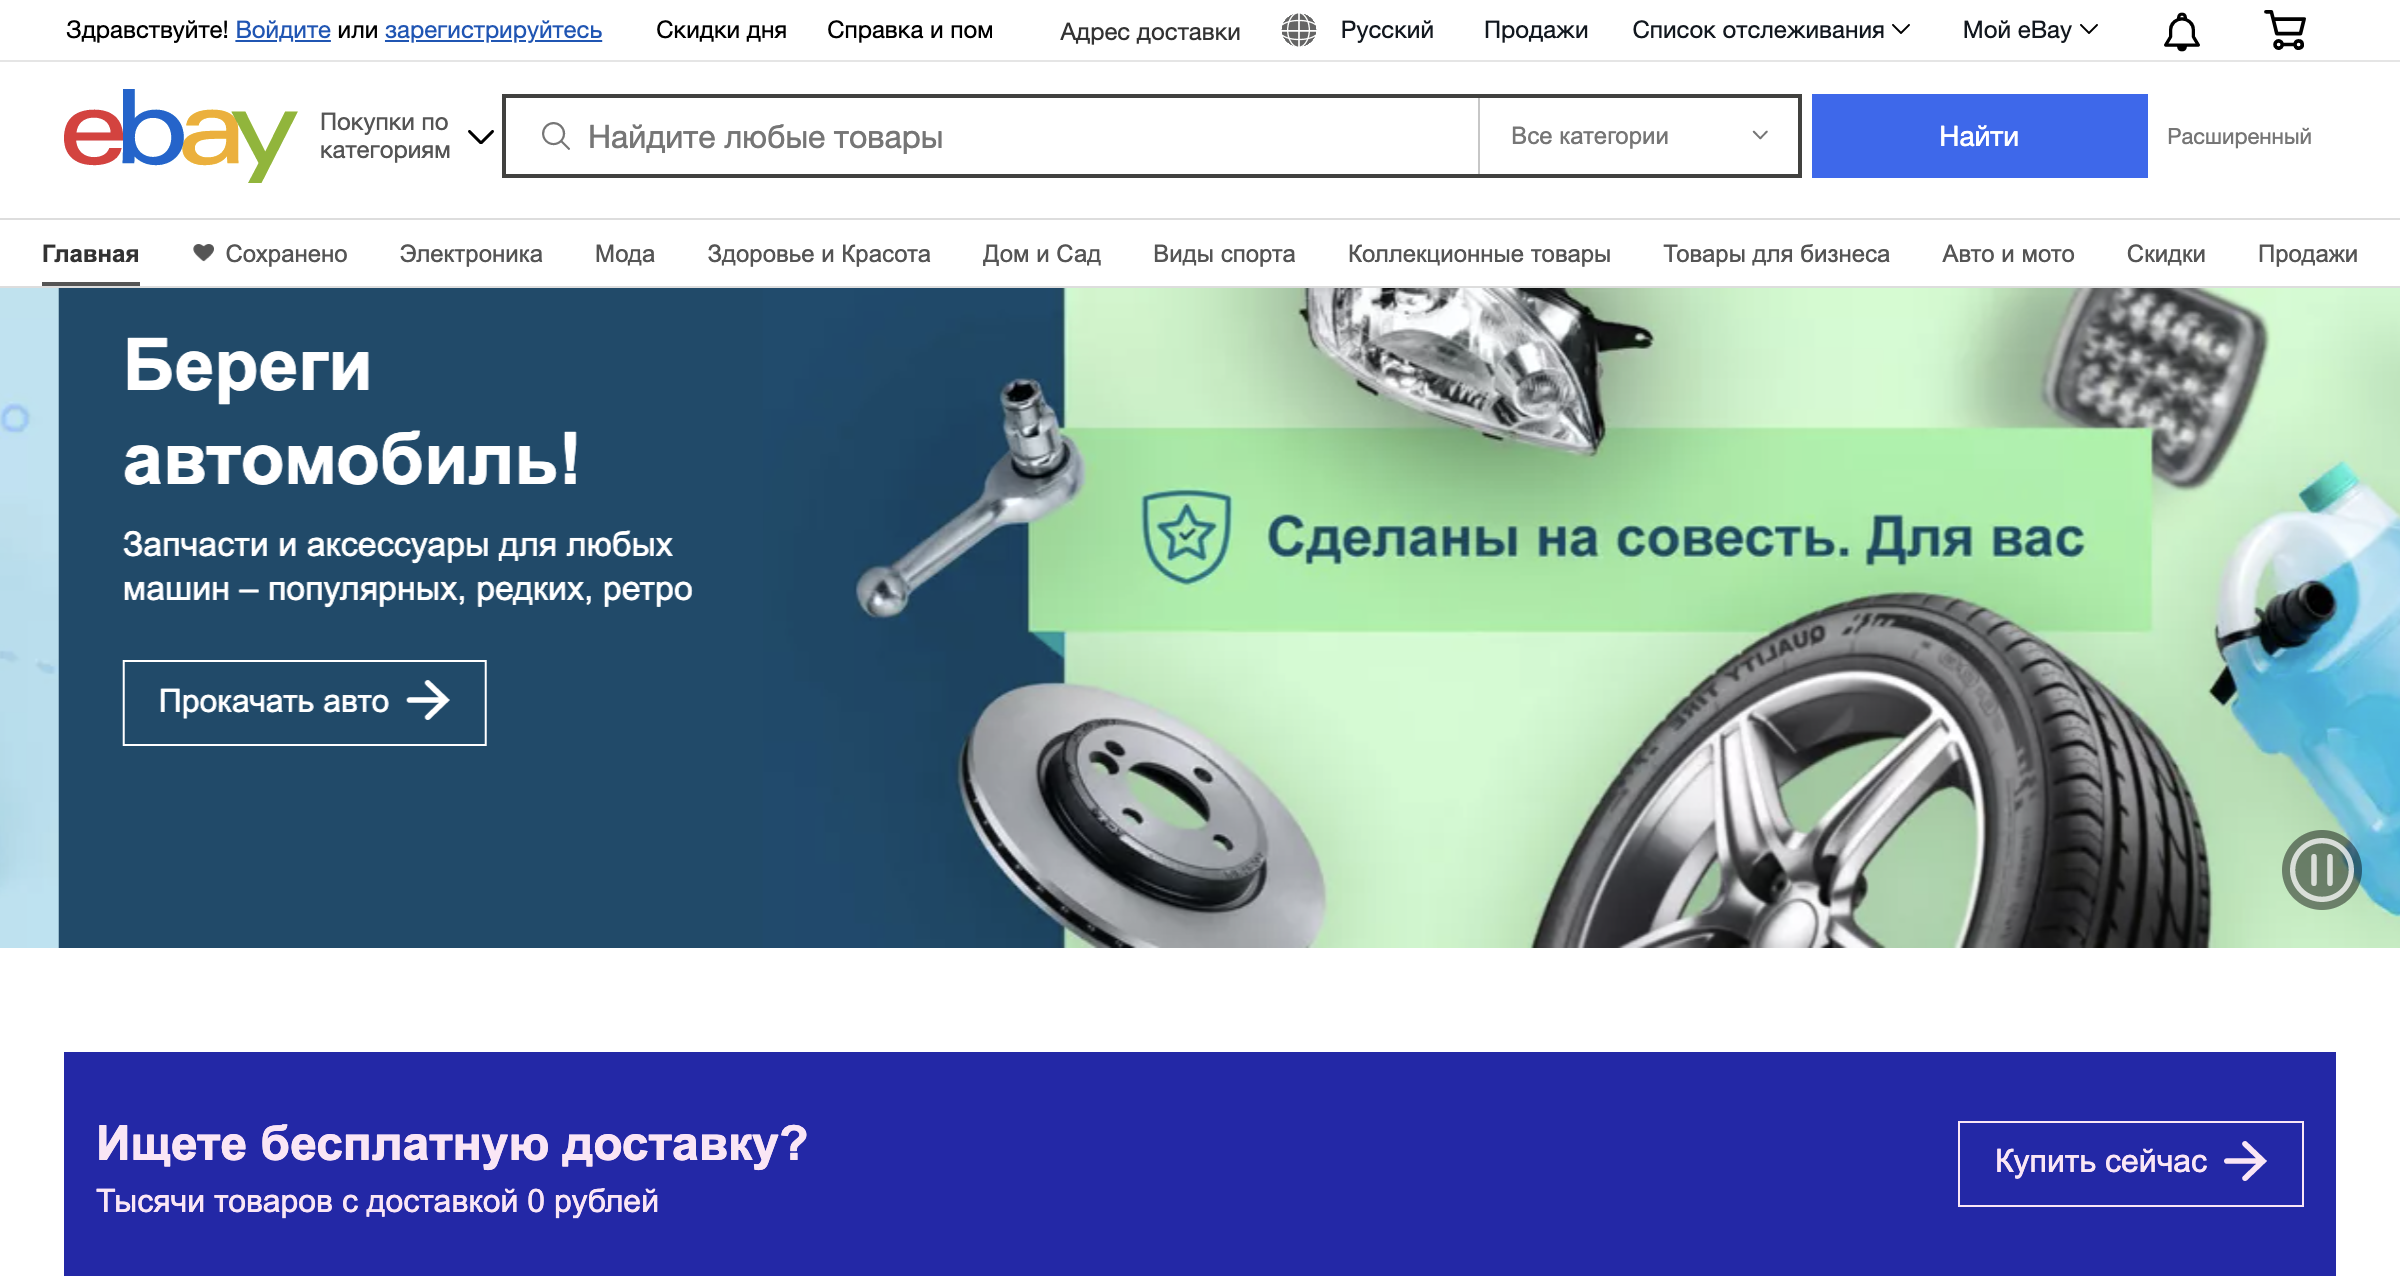 Здравствуйте! Войдите или зарегистрируйтесь
Скидки дня
Справка и пом
Адрес доставки
Русский
Продажи
Список отслеживания
Мой eBay
ebay
Покупки по
категориям
Найдите любые товары
Все категории
Найти
Расширенный
Главная
Сохранено
Электроника
Мода
Здоровье и Красота
Дом и Сад
Виды спорта
Коллекционные товары
Товары для бизнеса
Авто и мото
Скидки
Продажи
Береги
автомобиль!
Запчасти и аксессуары для любых
машин – популярных, редких, ретро
Прокачать авто
Сделаны на совесть. Для вас
QUALITY TIRE
Ищете бесплатную доставку?
Тысячи товаров с доставкой 0 рублей
Купить сейчас